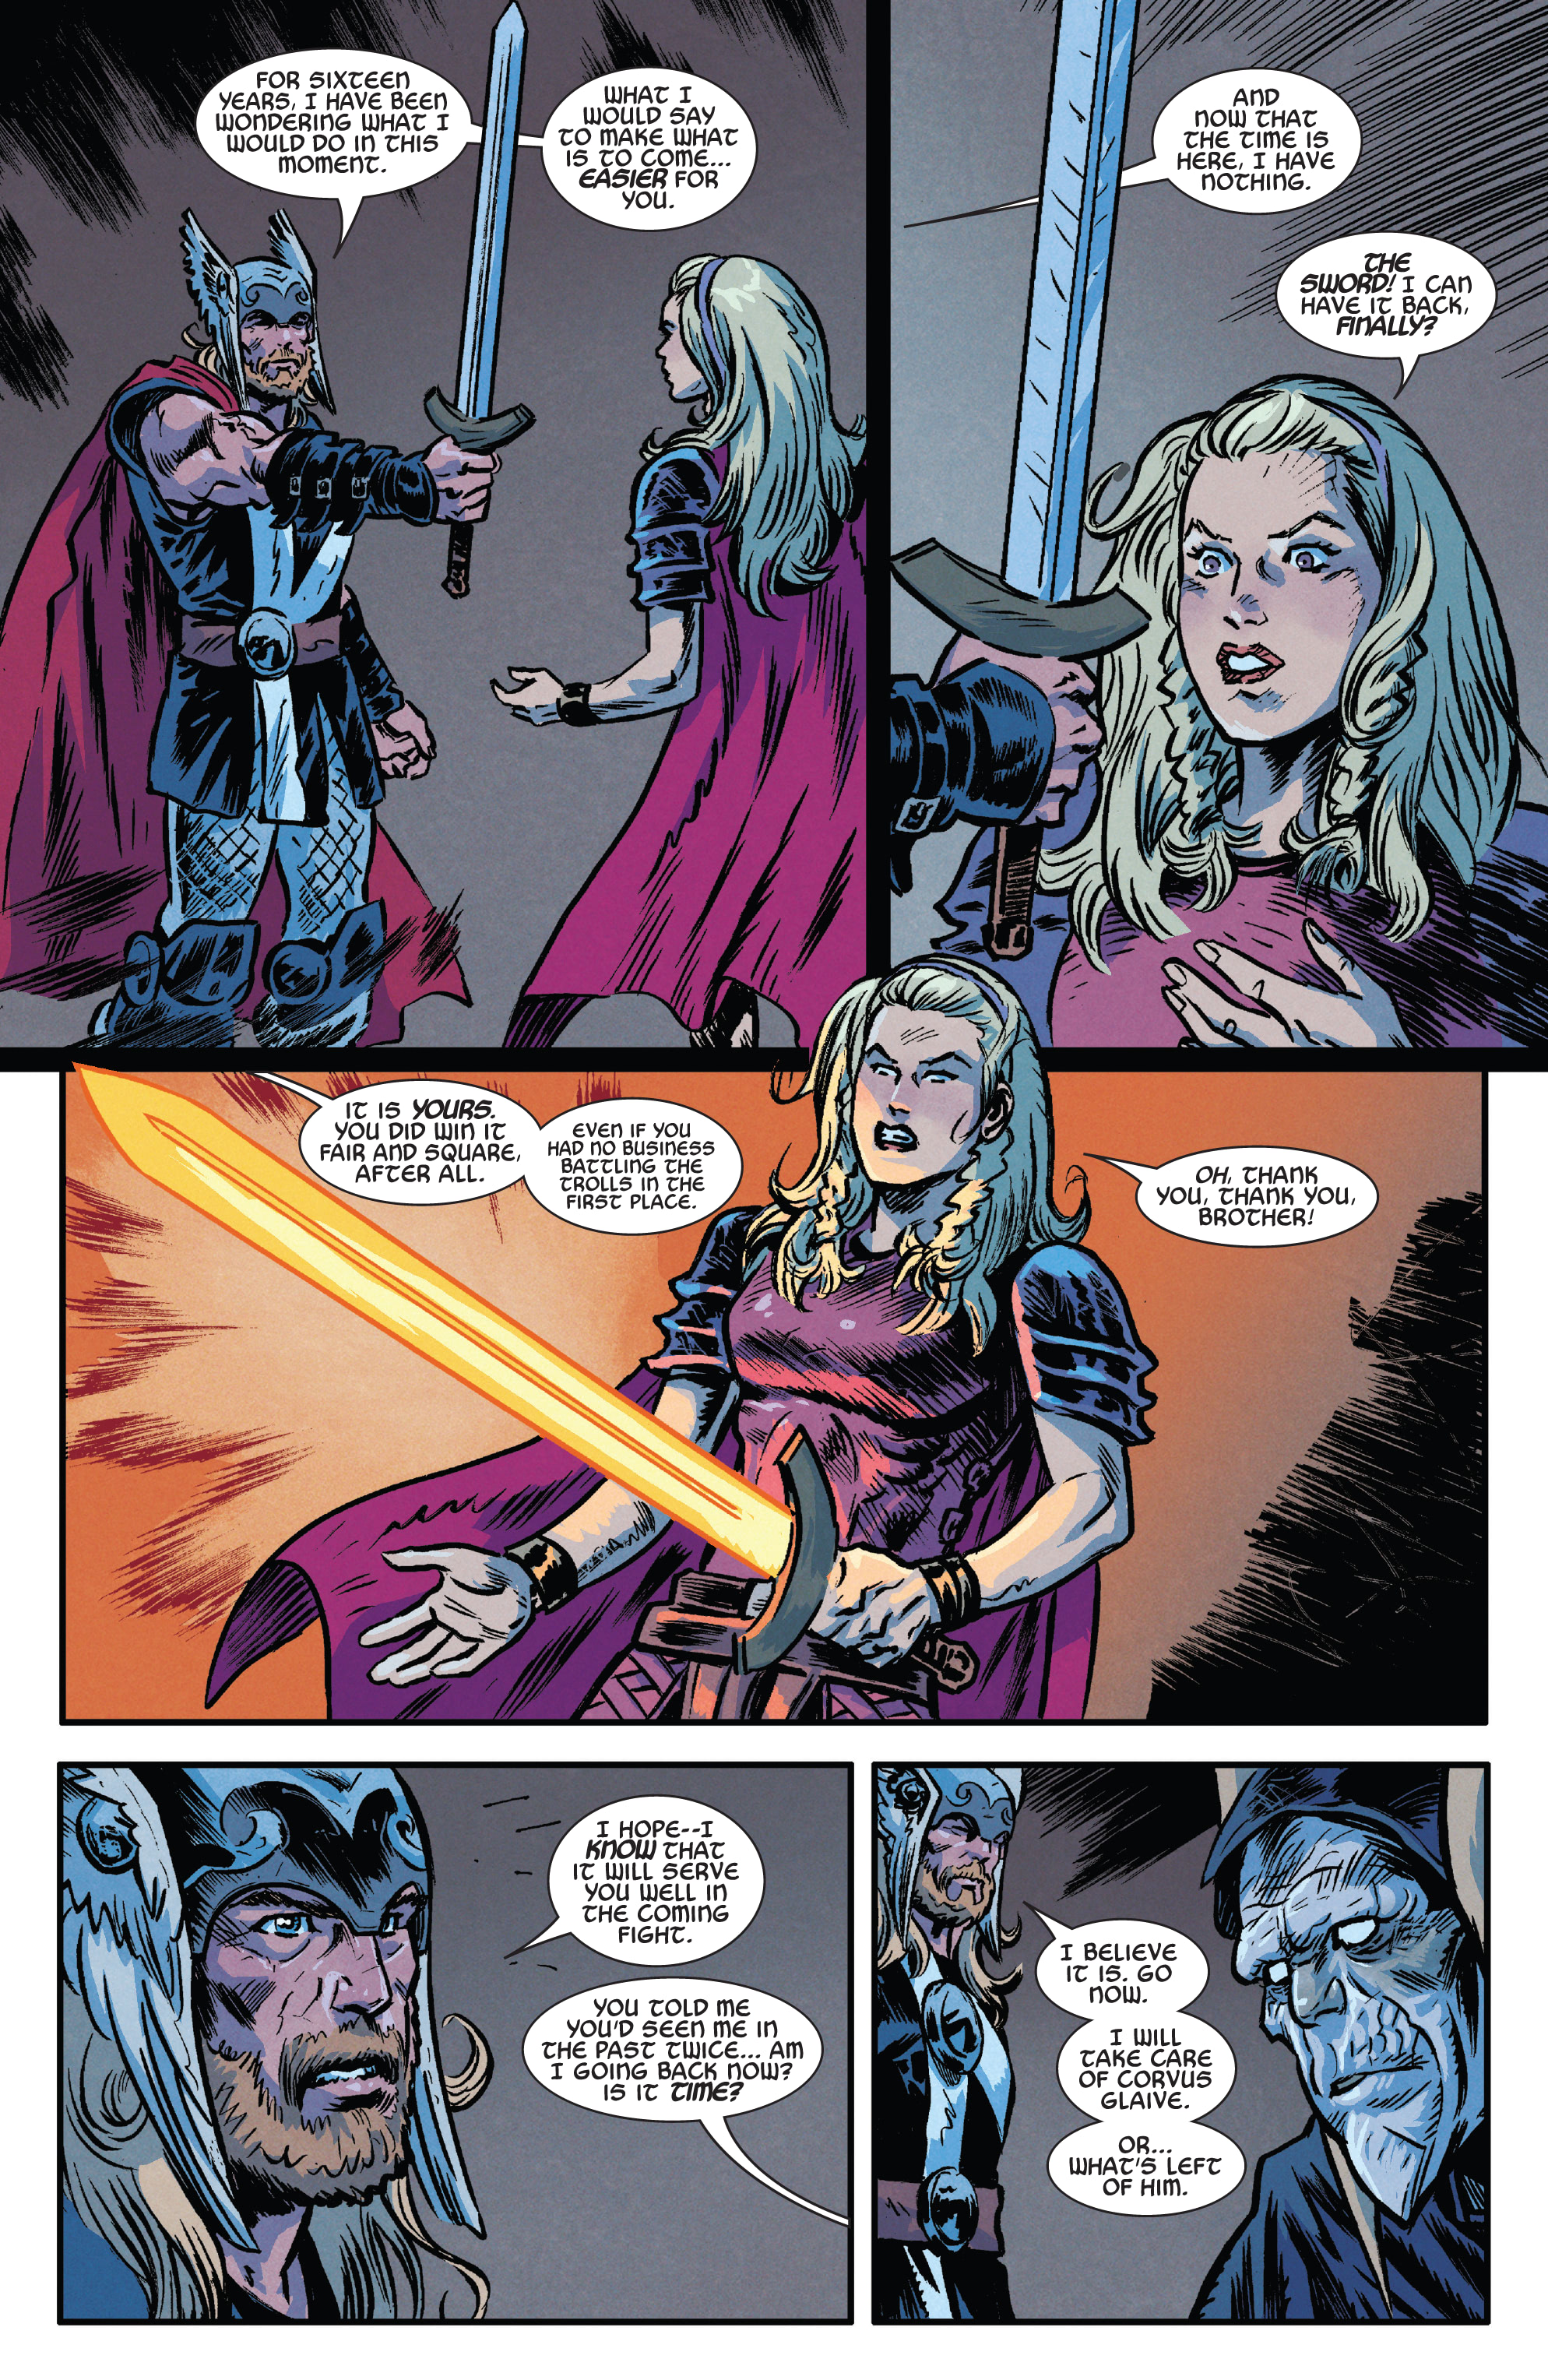 FOR SIXTEEN
YEARS, I HAVE BEEN
WONDERING WHAT I
WOULD DO IN THIS
MOMENT.
WHAT I
WOULD SAY
TO MAKE WHAT
IS TO COME...
EASIER FOR
YOU.
AND
NOW THAT
THE TIME IS
HERE, I HAVE
NOTHING.
THE
SWORD! I CAN
HAVE IT BACK,
FINALLY?
IT IS YOURS.
YOU DID WIN IT
FAIR AND SQUARE,
AFTER ALL.
EVEN IF YOU
HAD NO BUSINESS
BATTLING THE
TROLLS IN THE
FIRST PLACE.
OH, THANK
YOU, THANK YOU,
BROTHER!
I HOPE--I
KNOW THAT
IT WILL SERVE
YOU WELL IN
THE COMING
FIGHT.
YOU TOLD ME
YOU'D SEEN ME IN
THE PAST TWICE... AM
I GOING BACK NOW?
IS IT TIME?
I BELIEVE
IT IS. GO
NOW.
I WILL
TAKE CARE
OF CORVUS
GLAIVE.
OR...
WHAT'S LEFT
OF HIM.